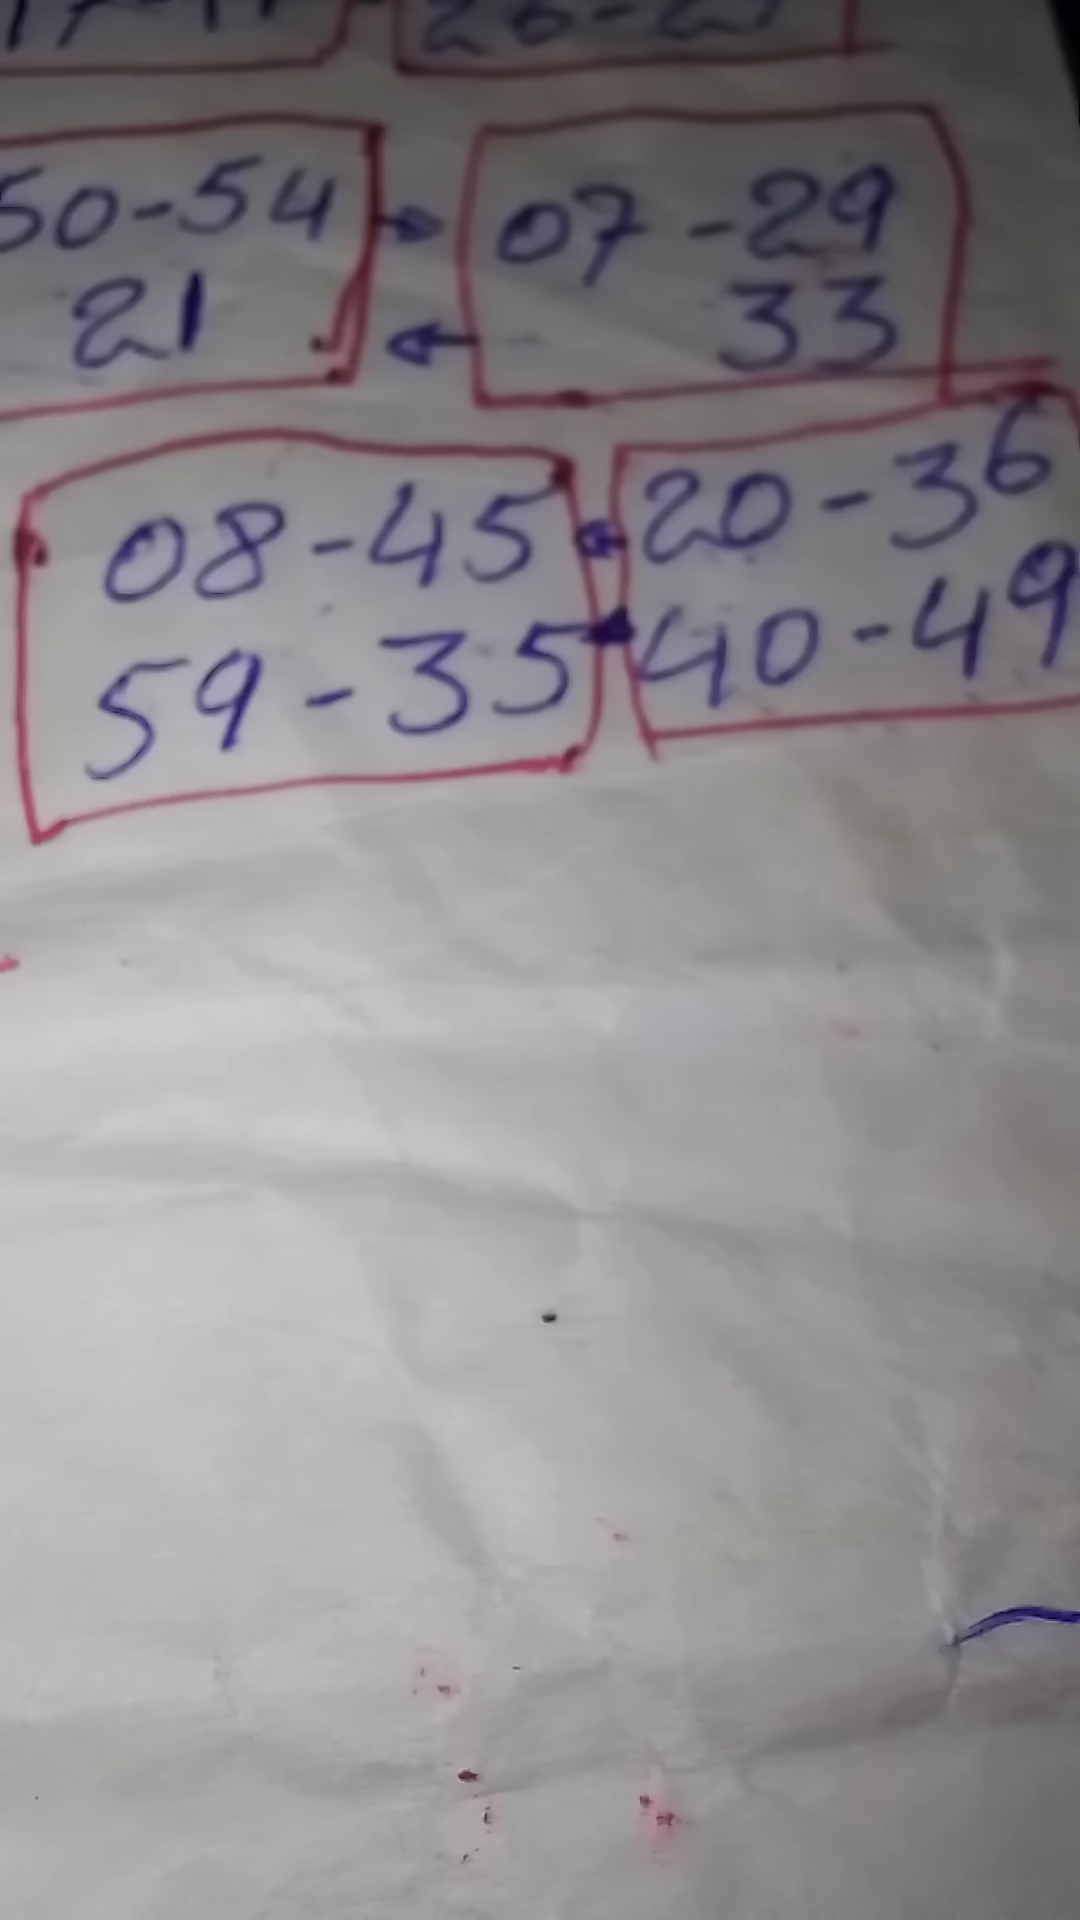 50-54 → 07-29
21 ← 33
08-45 ← 20-36
59-35 ← 40-49